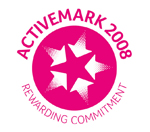 ACTIVEMARK 2008
REWARDING COMMITMENT